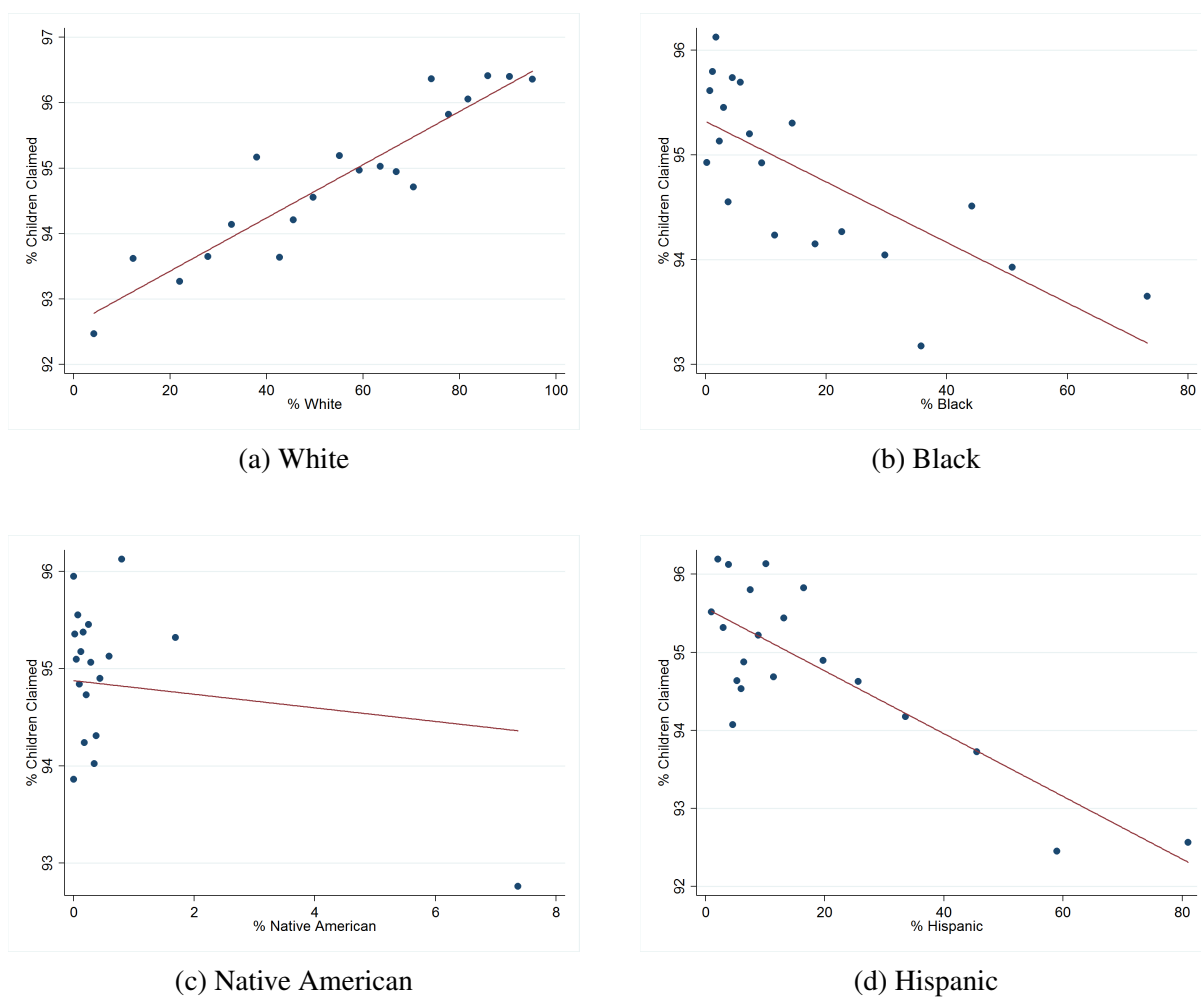 97
96
95
94
93
92
% Children Claimed
0 20 40 60 80 100
% White
(a) White
96
95
94
93
% Children Claimed
0 20 40 60 80
% Black
(b) Black
96
95
94
93
% Children Claimed
0 2 4 6 8
% Native American
(c) Native American
96
95
94
93
92
% Children Claimed
0 20 40 60 80
% Hispanic
(d) Hispanic